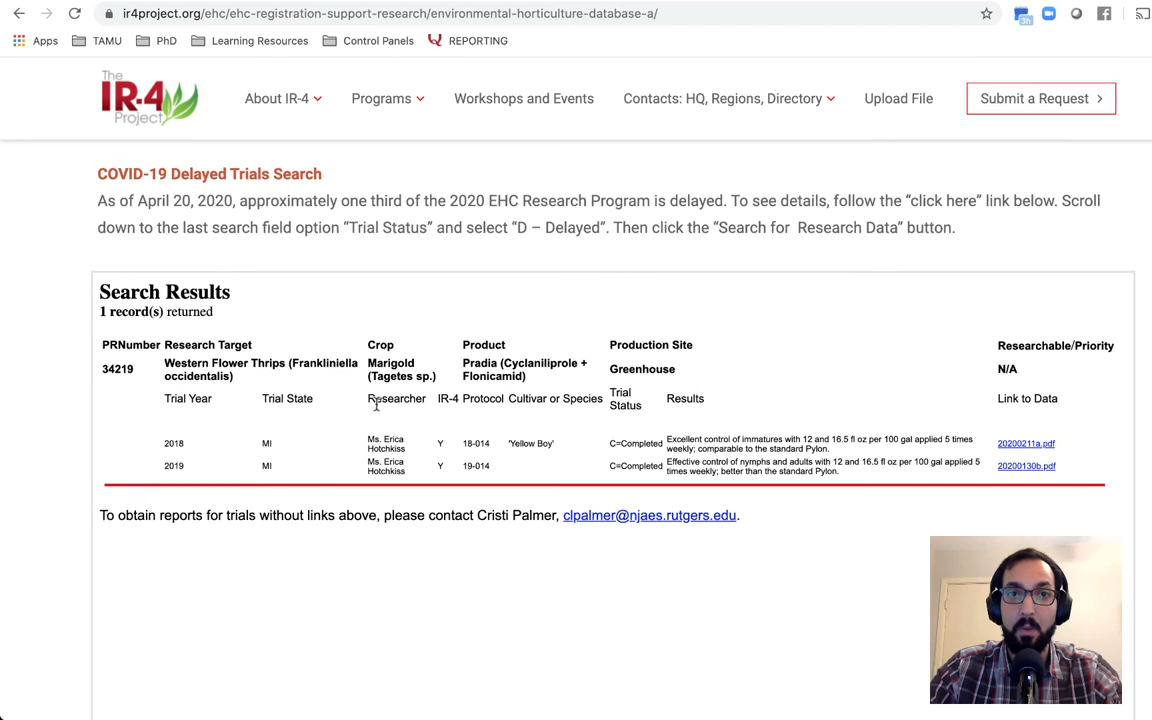 ir4project.org/ehc/ehc-registration-support-research/environmental-horticulture-database-a/
3h
Apps TAMU PhD Learning Resources Control Panels REPORTING
The IR-4 Project
About IR-4 Programs Workshops and Events Contacts: HQ, Regions, Directory Upload File Submit a Request
COVID-19 Delayed Trials Search
As of April 20, 2020, approximately one third of the 2020 EHC Research Program is delayed. To see details, follow the “click here” link below. Scroll
down to the last search field option “Trial Status” and select “D – Delayed”. Then click the “Search for Research Data” button.
Search Results
1 record(s) returned
PRNumber Research Target Crop Product Production Site Researchable/Priority
34219 Western Flower Thrips (Frankliniella occidentalis) Marigold (Tagetes sp.) Pradia (Cyclaniliprole + Flonicamid) Greenhouse N/A
Trial Year Trial State Researcher IR-4 Protocol Cultivar or Species Trial Status Results Link to Data
2018 MI Ms. Erica Hotchkiss Y 18-014 'Yellow Boy' C=Completed Excellent control of immatures with 12 and 16.5 fl oz per 100 gal applied 5 times weekly; comparable to the standard Pylon. 20200211a.pdf
2019 MI Ms. Erica Hotchkiss Y 19-014 C=Completed Effective control of nymphs and adults with 12 and 16.5 fl oz per 100 gal applied 5 times weekly; better than the standard Pylon. 20200130b.pdf
To obtain reports for trials without links above, please contact Cristi Palmer, clpalmer@njaes.rutgers.edu.